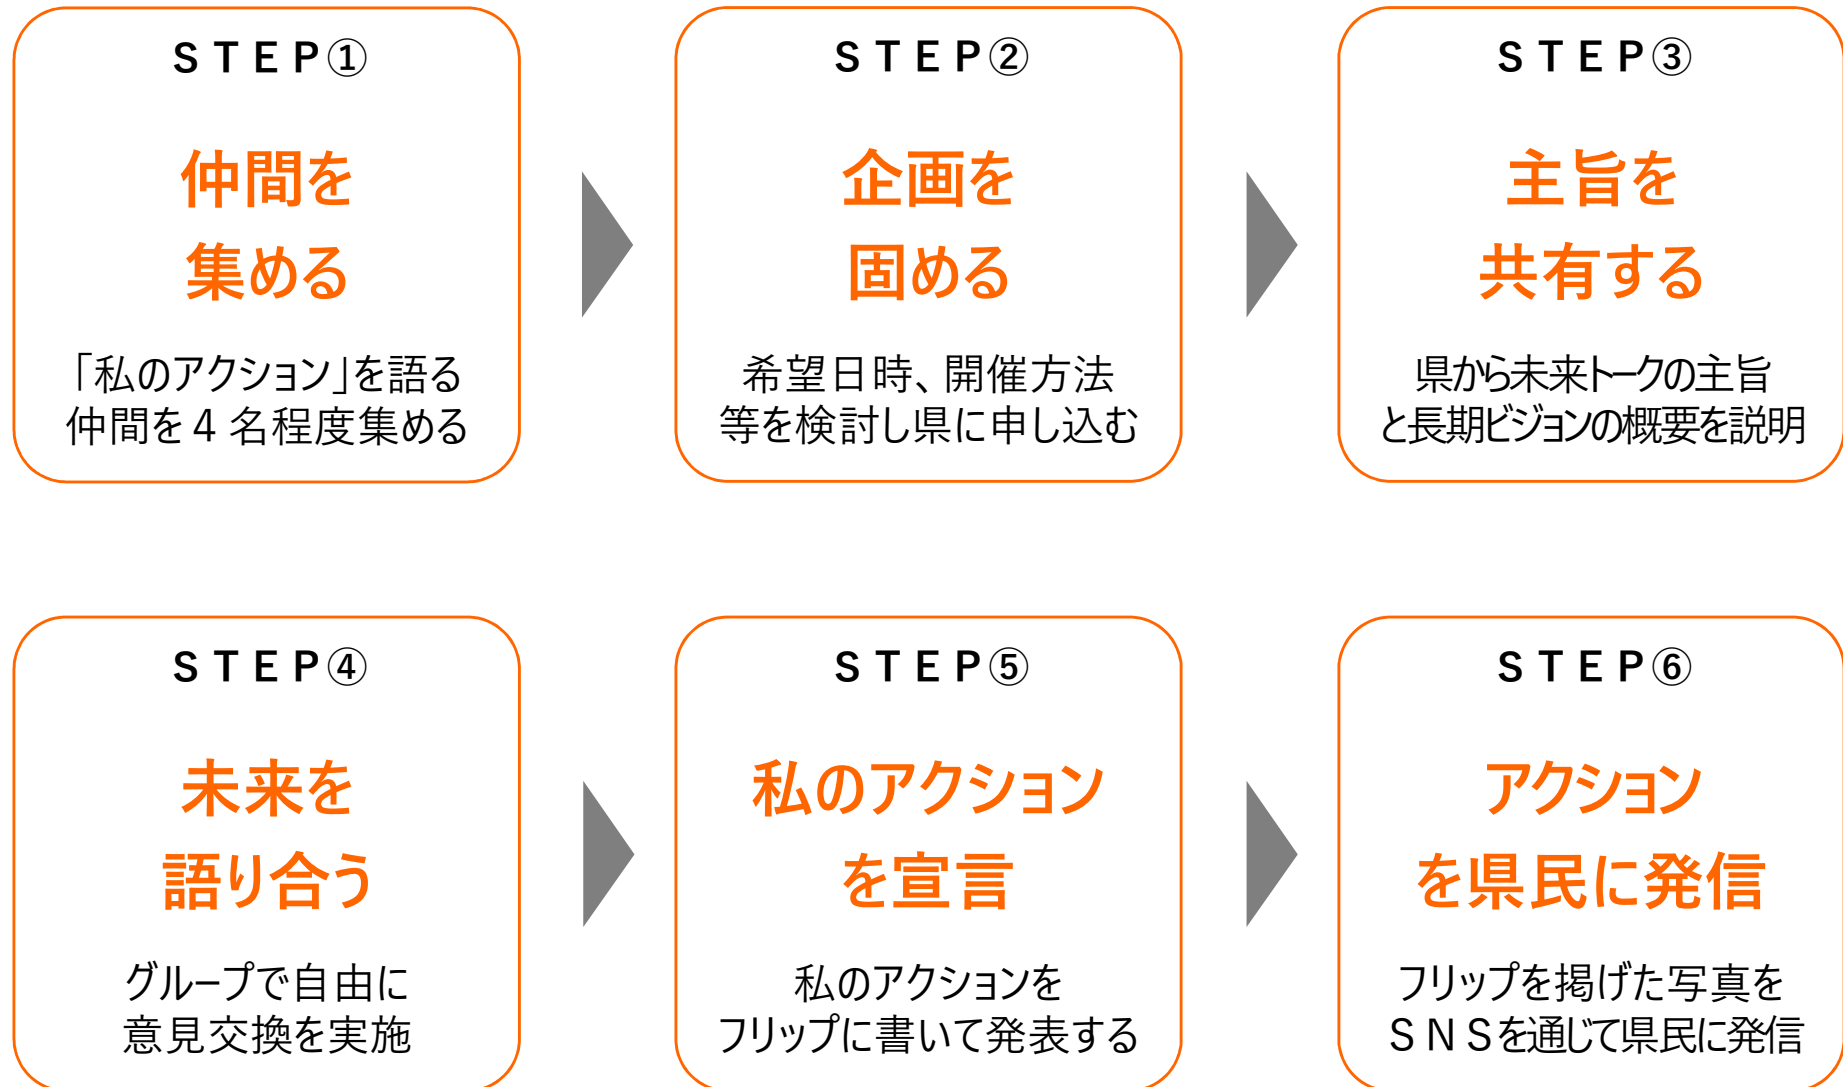 ＳＴＥＰ①
仲間を
集める
「私のアクション」を語る
仲間を４名程度集める
ＳＴＥＰ②
企画を
固める
希望日時、開催方法
等を検討し県に申し込む
ＳＴＥＰ③
主旨を
共有する
県から未来トークの主旨
と長期ビジョンの概要を説明
ＳＴＥＰ④
未来を
語り合う
グループで自由に
意見交換を実施
ＳＴＥＰ⑤
私のアクション
を宣言
私のアクションを
フリップに書いて発表する
ＳＴＥＰ⑥
アクション
を県民に発信
フリップを掲げた写真を
ＳＮＳを通じて県民に発信